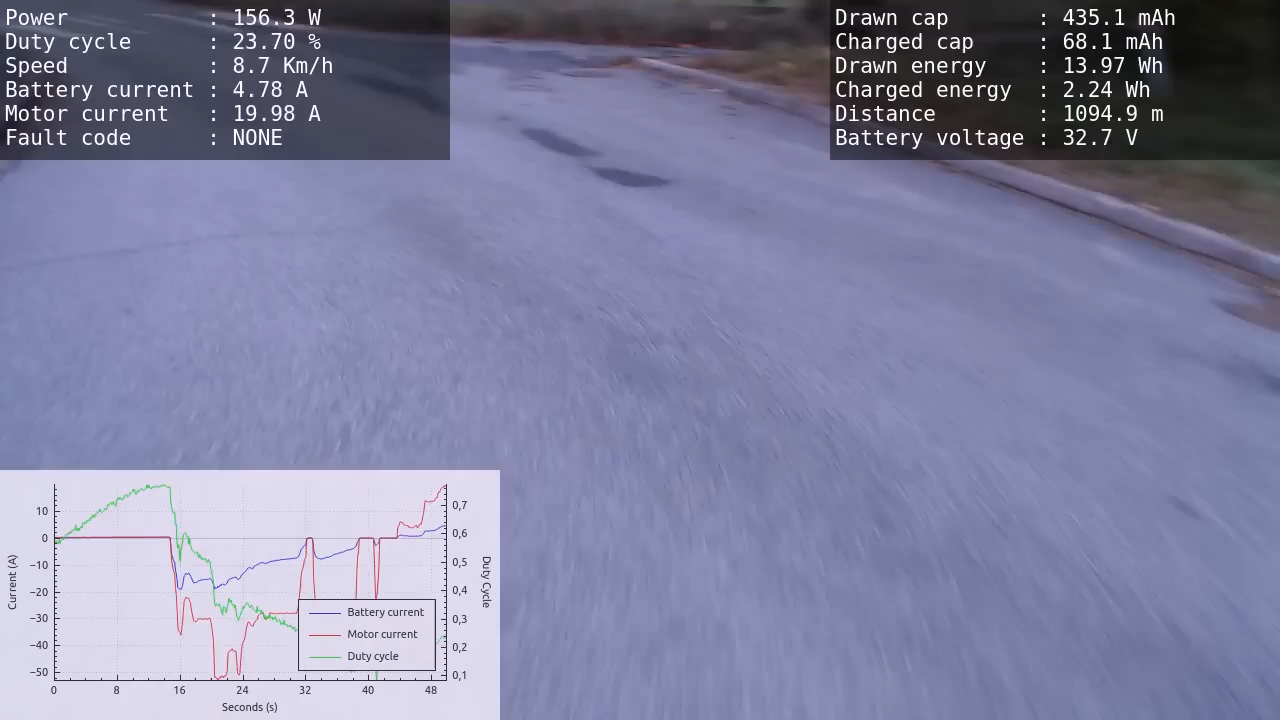 Power : 156.3 W
Duty cycle : 23.70 %
Speed : 8.7 Km/h
Battery current : 4.78 A
Motor current : 19.98 A
Fault code : NONE
Drawn cap : 435.1 mAh
Charged cap : 68.1 mAh
Drawn energy : 13.97 Wh
Charged energy : 2.24 Wh
Distance : 1094.9 m
Battery voltage : 32.7 V
Current (A)
10
0
−10
−20
−30
−40
−50
0,7
0,6
0,5
0,4
0,3
0,2
0,1
Duty Cycle
Battery current
Motor current
Duty cycle
0 8 16 24 32 40 48
Seconds (s)